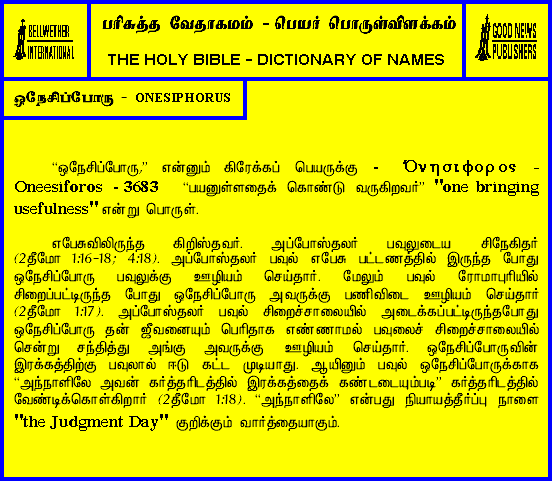 BELLWETHER
INTERNATIONAL
பரிசுத்த வேதாகமம் - பெயர் பொருள்விளக்கம்
THE HOLY BIBLE - DICTIONARY OF NAMES
GOOD NEWS
PUBLISHERS
ஒநேசிப்போரு - ONESIPHORUS
“ஒநேசிப்போரு,” என்னும் கிரேக்கப் பெயருக்கு - Ὀνησιφορος -
Oneesiforos - 3683 “பயனுள்ளதைக் கொண்டு வருகிறவர்” "one bringing
usefulness" என்று பொருள்.
எபேசுவிலிருந்த கிறிஸ்தவர். அப்போஸ்தலர் பவுலுடைய சிநேகிதர்
(2தீமோ 1:16-18; 4:18). அப்போஸ்தலர் பவுல் எபேசு பட்டணத்தில் இருந்த போது
ஒநேசிப்போரு பவுலுக்கு ஊழியம் செய்தார். மேலும் பவுல் ரோமாபுரியில்
சிறைப்பட்டிருந்த போது ஒநேசிப்போரு அவருக்கு பணிவிடை ஊழியம் செய்தார்
(2தீமோ 1:17). அப்போஸ்தலர் பவுல் சிறைச்சாலையில் அடைக்கப்பட்டிருந்தபோது
ஒநேசிப்போரு தன் ஜீவனையும் பெரிதாக எண்ணாமல் பவுலைச் சிறைச்சாலையில்
சென்று சந்தித்து அங்கு அவருக்கு ஊழியம் செய்தார். ஒநேசிப்போருவின்
இரக்கத்திற்கு பவுலால் ஈடு கட்ட முடியாது. ஆயினும் பவுல் ஒநேசிப்போருக்காக
“அந்நாளிலே அவன் கர்த்தரிடத்தில் இரக்கத்தைக் கண்டடையும்படி” கர்த்தரிடத்தில்
வேண்டிக்கொள்கிறார் (2தீமோ 1:18). “அந்நாளிலே” என்பது நியாயத்தீர்ப்பு நாளை
"the Judgment Day" குறிக்கும் வார்த்தையாகும்.